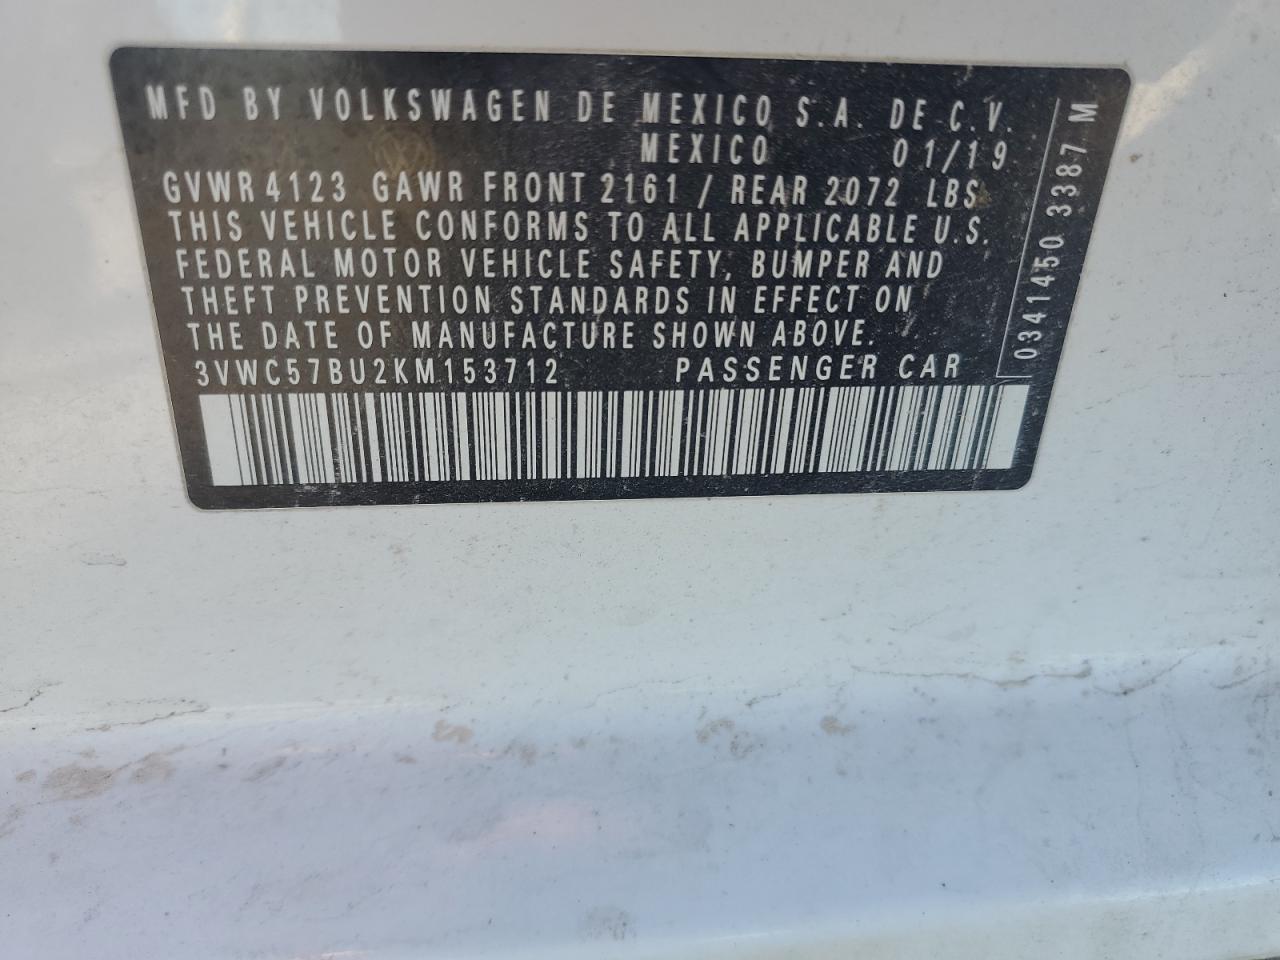 MFD BY VOLKSWAGEN DE MEXICO S.A. DE C.V.
MEXICO 01/19
GVWR 4123 GAWR FRONT 2161 / REAR 2072 LBS
THIS VEHICLE CONFORMS TO ALL APPLICABLE U.S.
FEDERAL MOTOR VEHICLE SAFETY, BUMPER AND
THEFT PREVENTION STANDARDS IN EFFECT ON
THE DATE OF MANUFACTURE SHOWN ABOVE.
3VWC57BU2KM153712 PASSENGER CAR
0341450 3387 M